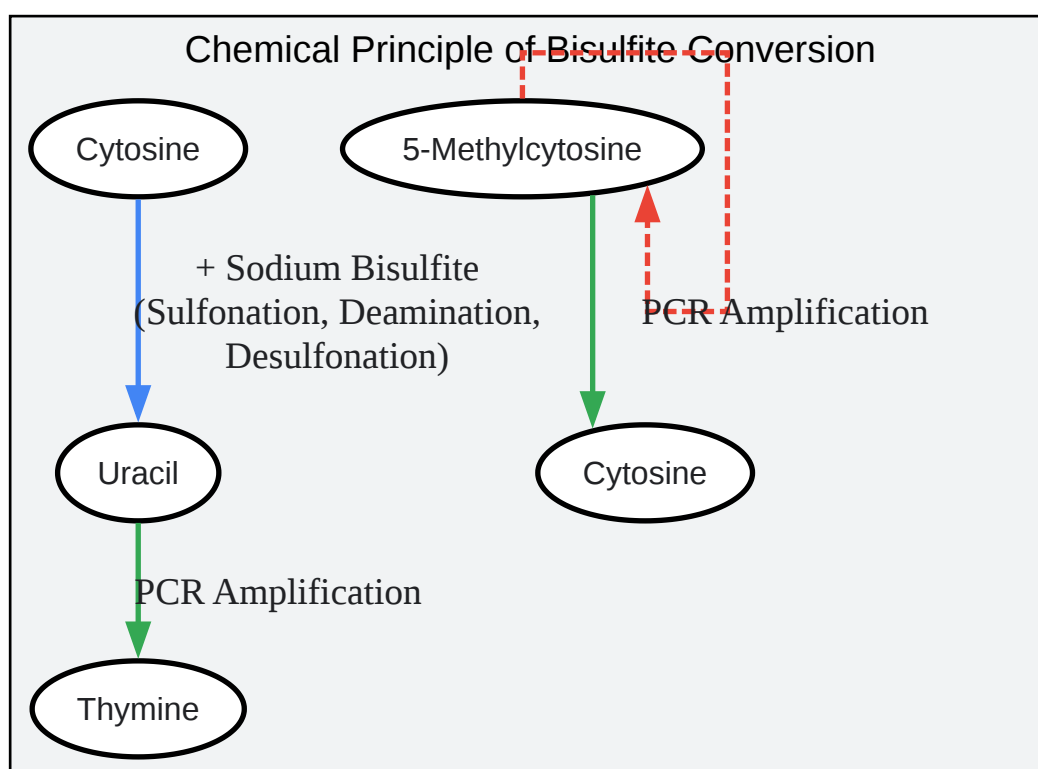 Chemical Principle of Bisulfite Conversion
Cytosine
5-Methylcytosine
+ Sodium Bisulfite
(Sulfonation, Deamination,
Desulfonation)
PCR Amplification
Uracil
Cytosine
PCR Amplification
Thymine